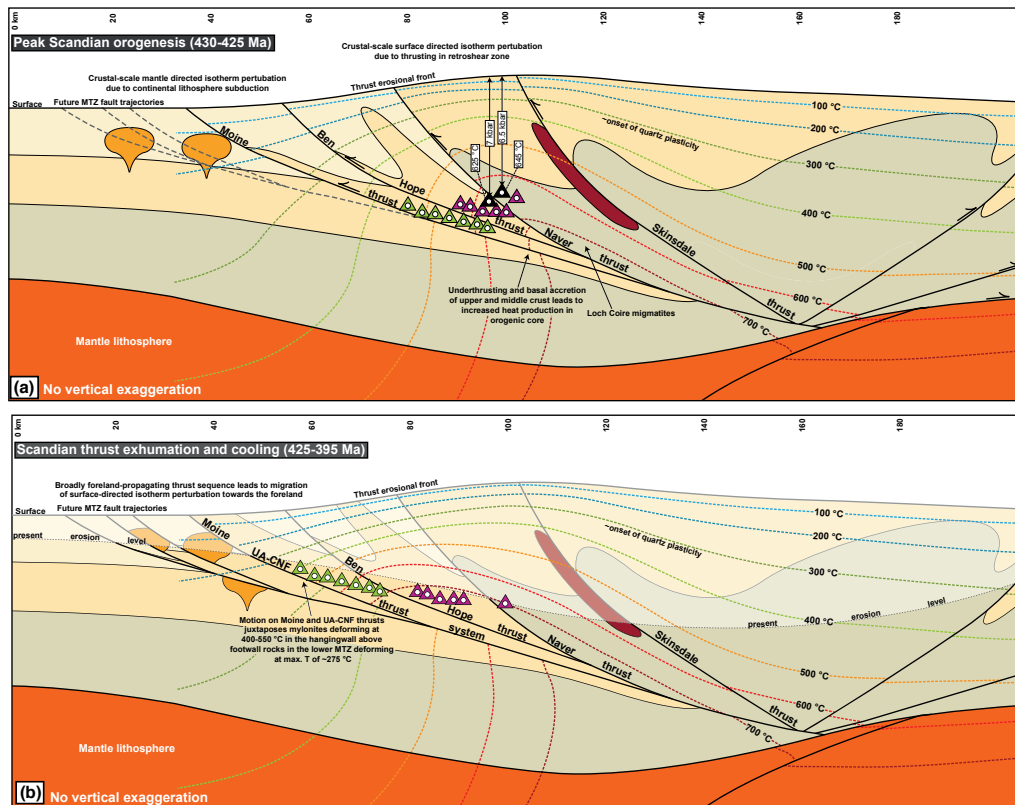 0 km
20
40
60
80
100
120
140
160
180
Peak Scandian orogenesis (430-425 Ma)
Crustal-scale surface directed isotherm pertubation
due to thrusting in retroshear zone
Crustal-scale mantle directed isotherm pertubation
due to continental lithosphere subduction
Thrust erosional front
Surface
Future MTZ fault trajectories
100 °C
~onset of quartz plasticity
200 °C
300 °C
400 °C
500 °C
600 °C
700 °C
Moine
thrust
Ben
Hope
thrust
Naver
thrust
Skinsdale
thrust
625 °C
7 kbar
6.5 kbar
645 °C
Loch Coire migmatites
Underthrusting and basal accretion
of upper and middle crust leads to
increased heat production in
orogenic core
Mantle lithosphere
(a) No vertical exaggeration
0 km
20
40
60
80
100
120
140
160
180
Scandian thrust exhumation and cooling (425-395 Ma)
Broadly foreland-propagating thrust sequence leads to migration
of surface-directed isotherm perturbation towards the foreland
Thrust erosional front
Future MTZ fault trajectories
Surface
present erosion level
100 °C
~onset of quartz plasticity
200 °C
300 °C
400 °C
500 °C
600 °C
700 °C
Moine
UA-CNF
thrust
system
Ben
Hope
thrust
Naver
thrust
Skinsdale
thrust
present erosion level
Motion on Moine and UA-CNF thrusts
juxtaposes mylonites deforming at
400-550 °C in the hangingwall above
footwall rocks in the lower MTZ deforming
at max. T of ~275 °C
Mantle lithosphere
(b) No vertical exaggeration